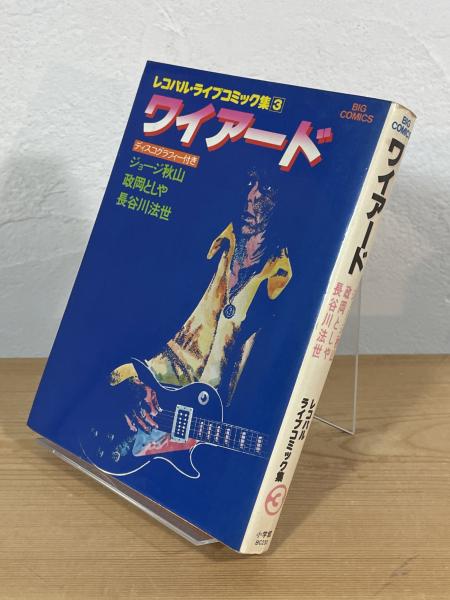 レコパル・ライブコミック集3
BIG
COMICS
ワイアード
ディスコグラフィー付き
ジョージ秋山
政岡としや
長谷川法世
BIG
COMICS
ワイアード
政岡としや
長谷川法世
レコパル
ライブコミック集
3
小学館